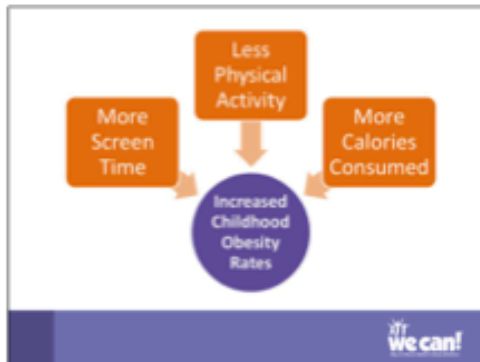 Less
Physical
Activity
More
Screen
Time
More
Calories
Consumed
Increased
Childhood
Obesity
Rates
we can!